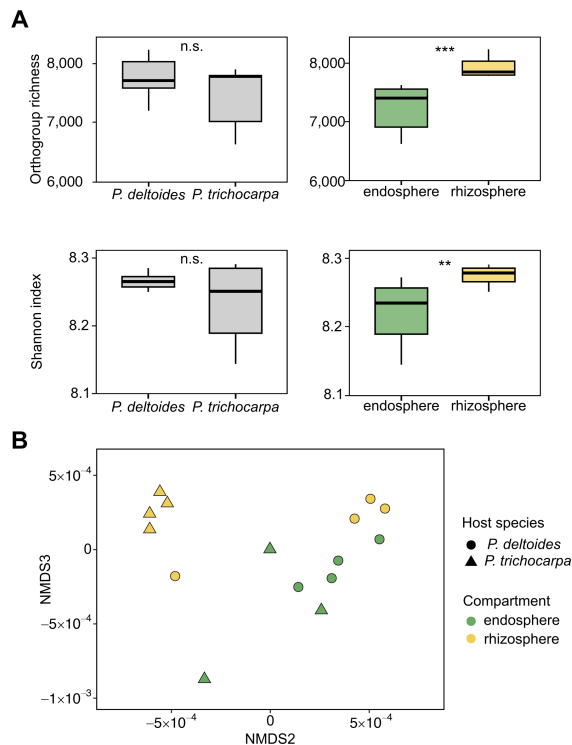 A
Orthogroup richness
8,000
7,000
6,000
n.s.
P. deltoides P. trichocarpa
8,000
7,000
6,000
***
endosphere rhizosphere
Shannon index
8.3
8.2
8.1
n.s.
P. deltoides P. trichocarpa
8.3
8.2
8.1
**
endosphere rhizosphere
B
NMDS3
5×10⁻⁴
0
−5×10⁻⁴
−1×10⁻³
−5×10⁻⁴ 0 5×10⁻⁴
NMDS2
Host species
P. deltoides
P. trichocarpa
Compartment
endosphere
rhizosphere